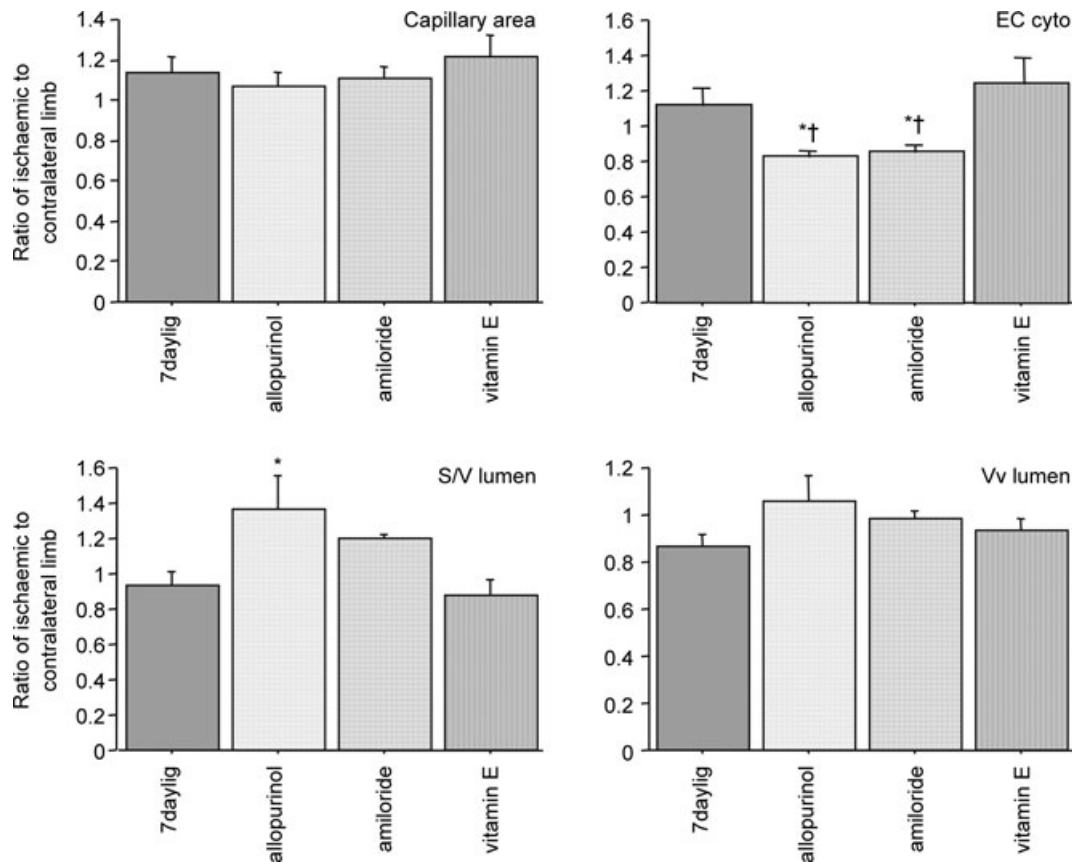 Capillary area
Ratio of ischaemic to
contralateral limb
1.4
1.2
1
0.8
0.6
0.4
0.2
0
7daylig
allopurinol
amiloride
vitamin E
EC cyto
1.6
1.4
1.2
1
0.8
0.6
0.4
0.2
0
*†
*†
7daylig
allopurinol
amiloride
vitamin E
S/V lumen
Ratio of ischaemic to
contralateral limb
1.6
1.4
1.2
1
0.8
0.6
0.4
0.2
0
*
7daylig
allopurinol
amiloride
vitamin E
Vv lumen
1.2
1
0.8
0.6
0.4
0.2
0
7daylig
allopurinol
amiloride
vitamin E